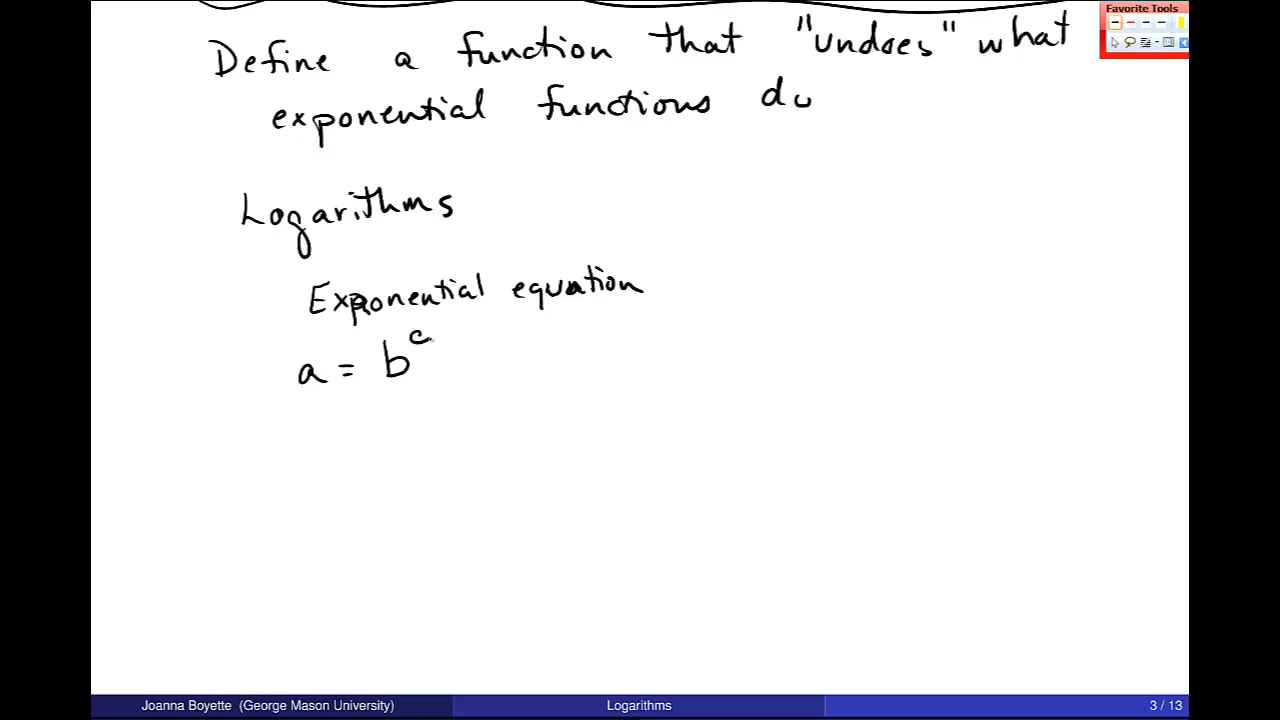 Favorite Tools
Define a function that "undoes" what
exponential functions do
Logarithms
Exponential equation
a = b^c
Joanna Boyette (George Mason University) Logarithms 3 / 13